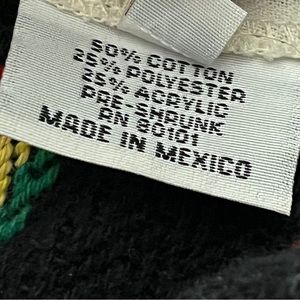 50% COTTON
25% POLYESTER
25% ACRYLIC
PRE-SHRUNK
RN 80101
MADE IN MEXICO